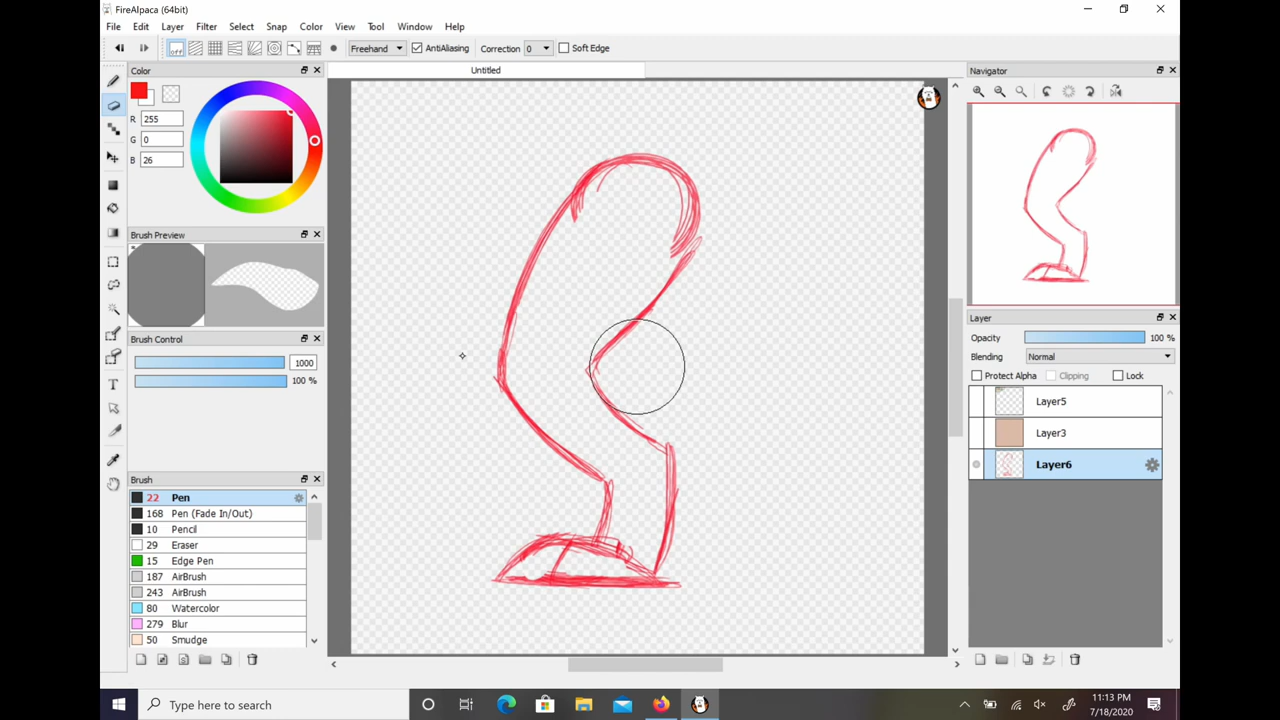 FireAlpaca (64bit)
File Edit Layer Filter Select Snap Color View Tool Window Help
off Freehand AntiAliasing Correction 0 Soft Edge
Color
Untitled
Navigator
R 255
G 0
B 26
Brush Preview
Brush Control
1000
100 %
Layer
Opacity 100 %
Blending Normal
Protect Alpha Clipping Lock
Layer5
Layer3
Layer6
Brush
22 Pen
168 Pen (Fade In/Out)
10 Pencil
29 Eraser
15 Edge Pen
187 AirBrush
243 AirBrush
80 Watercolor
279 Blur
50 Smudge
Type here to search
11:13 PM
7/18/2020